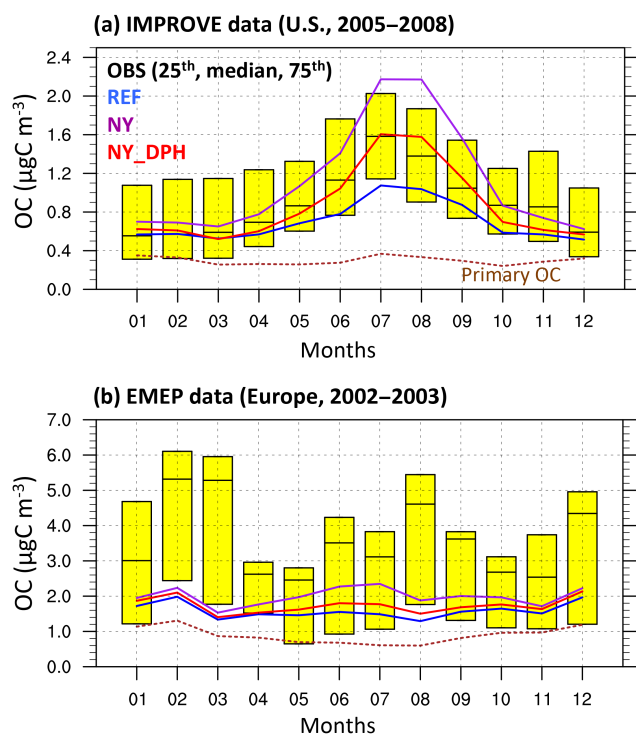 (a) IMPROVE data (U.S., 2005–2008)
OBS (25th, median, 75th)
REF
NY
NY_DPH
2.4
2.0
1.6
1.2
0.8
0.4
0.0
OC (µgC m-3)
Primary OC
01 02 03 04 05 06 07 08 09 10 11 12
Months
(b) EMEP data (Europe, 2002–2003)
7.0
6.0
5.0
4.0
3.0
2.0
1.0
0.0
OC (µgC m-3)
01 02 03 04 05 06 07 08 09 10 11 12
Months